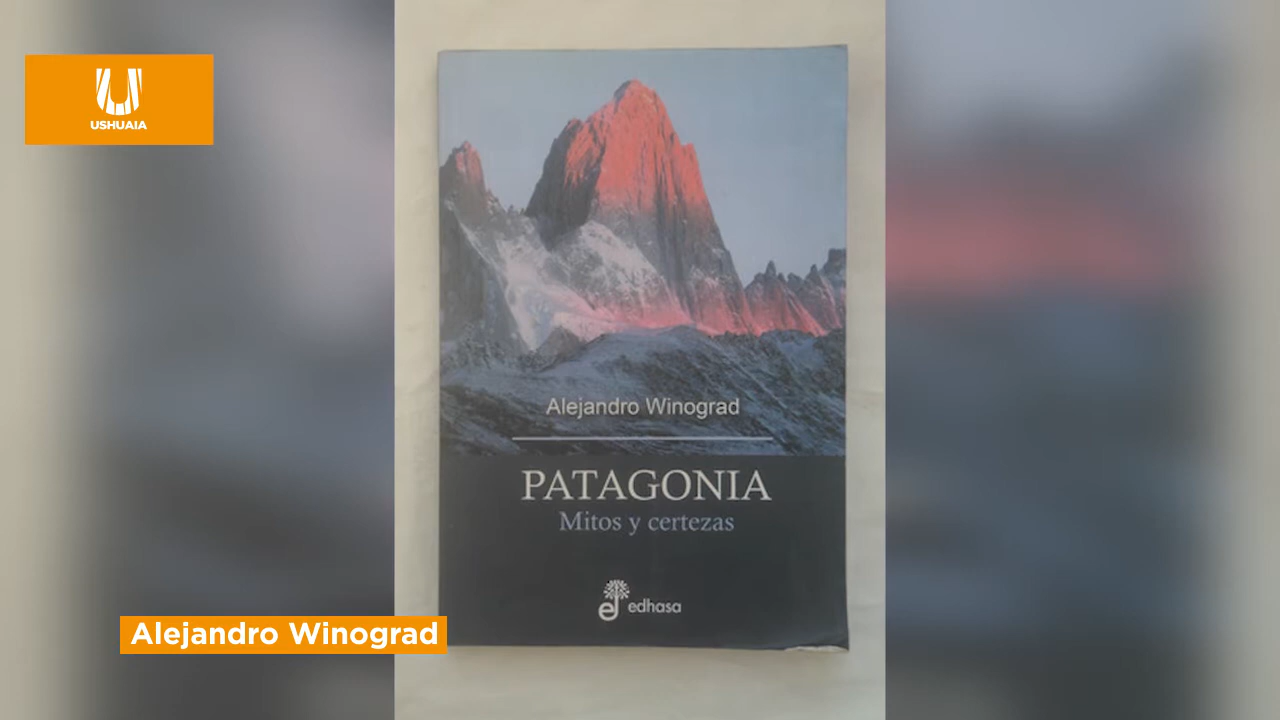 USHUAIA
Alejandro Winograd
PATAGONIA
Mitos y certezas
edhasa
Alejandro Winograd